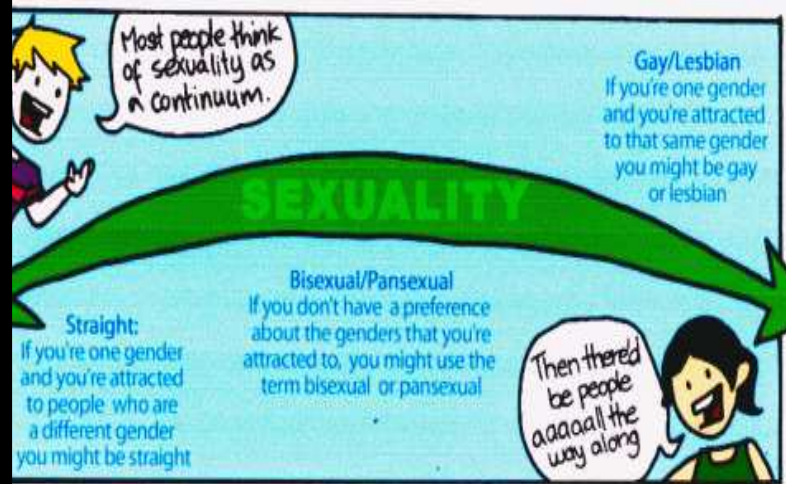 Most people think
of sexuality as
a continuum.
Gay/Lesbian
If you're one gender
and you're attracted
to that same gender
you might be gay
or lesbian
SEXUALITY
Bisexual/Pansexual
If you don't have a preference
about the genders that you're
attracted to, you might use the
term bisexual or pansexual
Straight:
If you're one gender
and you're attracted
to people who are
a different gender
you might be straight
Then there'd
be people
aaaaall the
way along